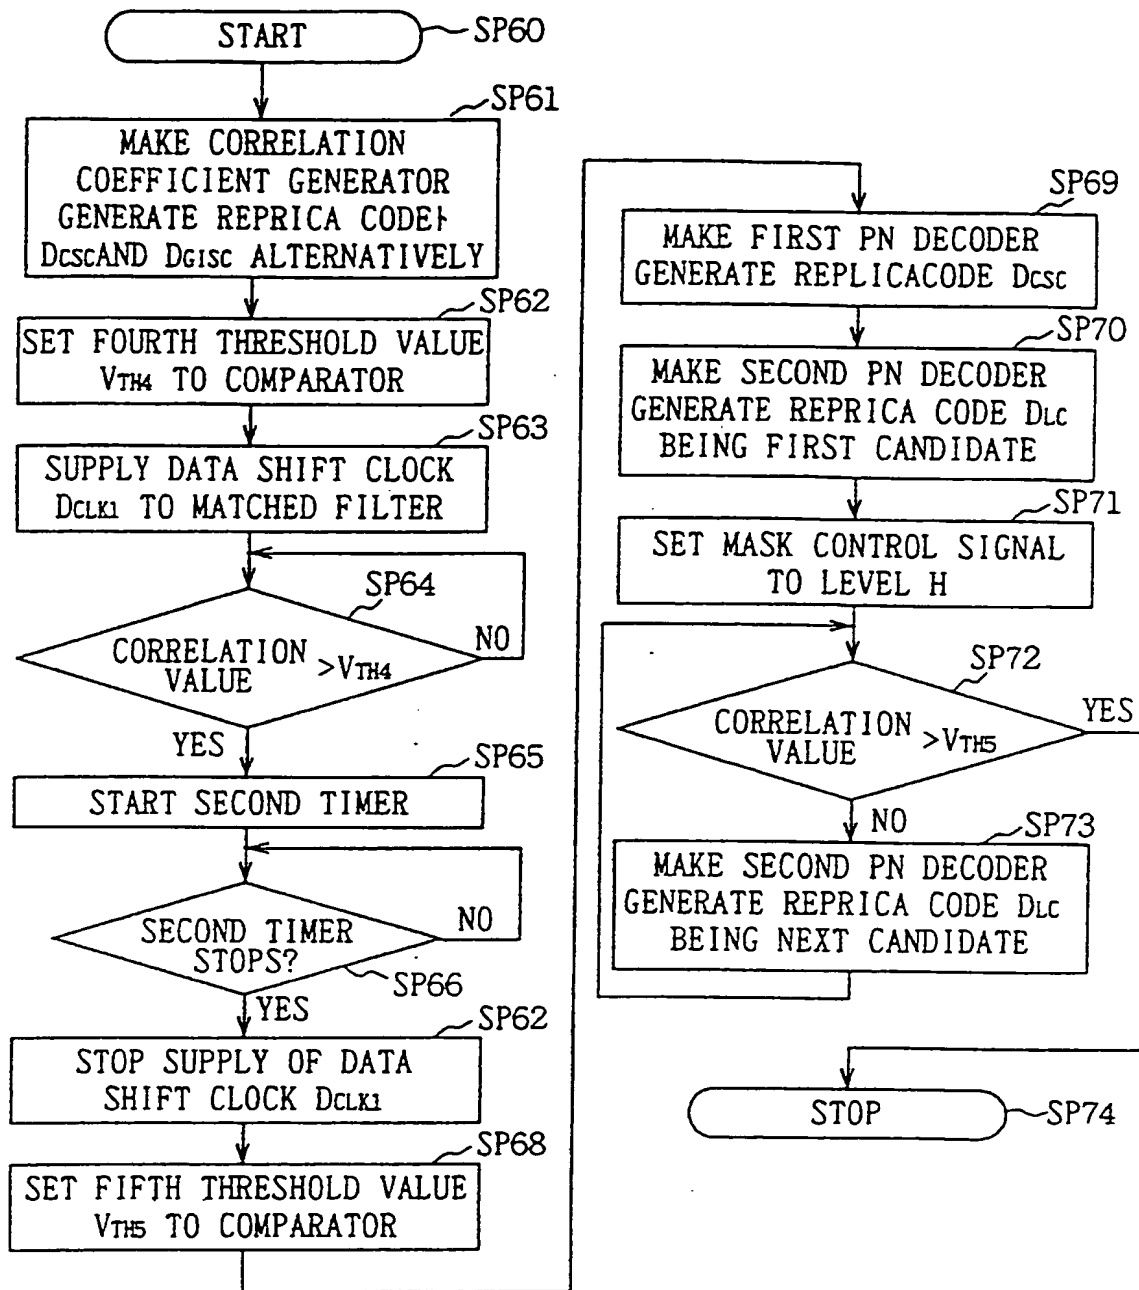 START
SP60
SP61
MAKE CORRELATION
COEFFICIENT GENERATOR
GENERATE REPRICA CODE
DCSCAND DGISC ALTERNATIVELY
SP62
SET FOURTH THRESHOLD VALUE
VTH4 TO COMPARATOR
SP63
SUPPLY DATA SHIFT CLOCK
DCLK1 TO MATCHED FILTER
SP64
CORRELATION
VALUE
>VTH4
NO
YES
SP65
START SECOND TIMER
SECOND TIMER
STOPS?
NO
SP66
YES
SP62
STOP SUPPLY OF DATA
SHIFT CLOCK DCLK1
SP68
SET FIFTH THRESHOLD VALUE
VTH5 TO COMPARATOR
SP69
MAKE FIRST PN DECODER
GENERATE REPLICACODE DCSC
SP70
MAKE SECOND PN DECODER
GENERATE REPRICA CODE DLC
BEING FIRST CANDIDATE
SP71
SET MASK CONTROL SIGNAL
TO LEVEL H
SP72
CORRELATION
VALUE
>VTH5
YES
NO
SP73
MAKE SECOND PN DECODER
GENERATE REPRICA CODE DLC
BEING NEXT CANDIDATE
STOP
SP74